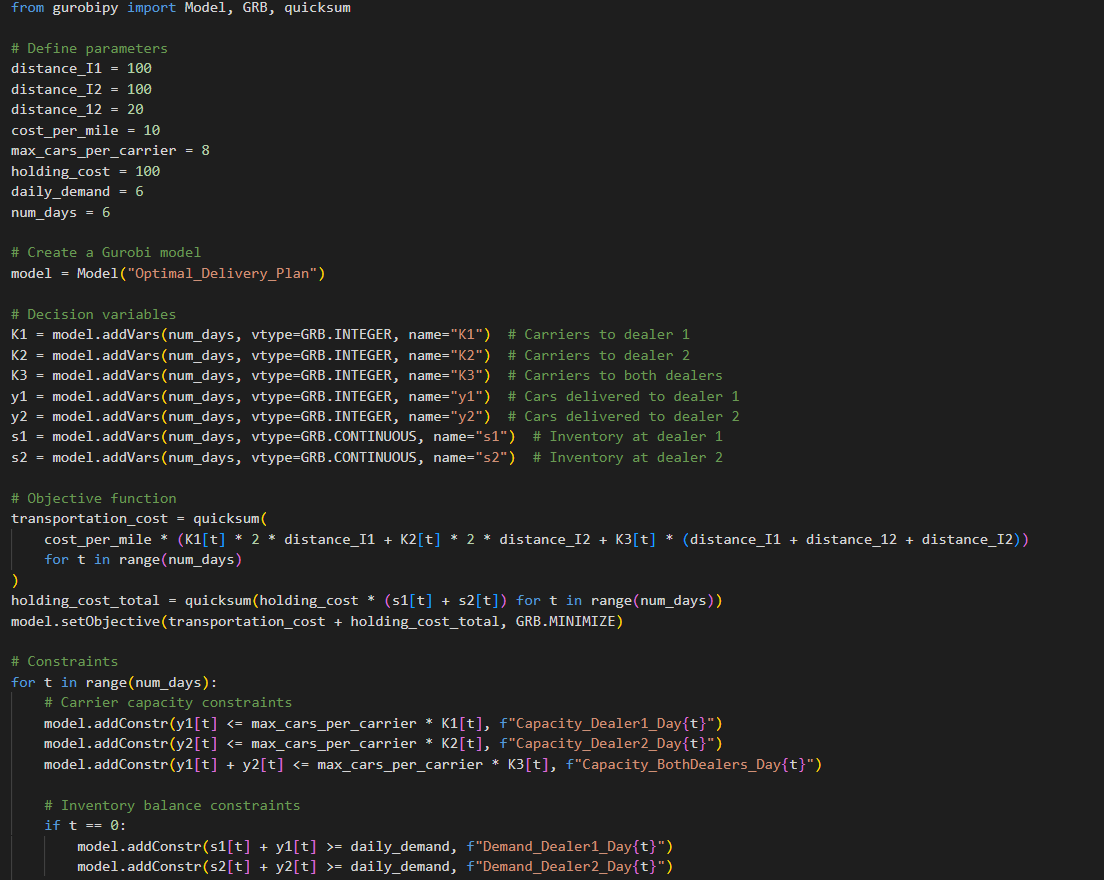 from gurobipy import Model, GRB, quicksum
# Define parameters
distance_I1 = 100
distance_I2 = 100
distance_12 = 20
cost_per_mile = 10
max_cars_per_carrier = 8
holding_cost = 100
daily_demand = 6
num_days = 6
# Create a Gurobi model
model = Model("Optimal_Delivery_Plan")
# Decision variables
K1 = model.addVars(num_days, vtype=GRB.INTEGER, name="K1")  # Carriers to dealer 1
K2 = model.addVars(num_days, vtype=GRB.INTEGER, name="K2")  # Carriers to dealer 2
K3 = model.addVars(num_days, vtype=GRB.INTEGER, name="K3")  # Carriers to both dealers
y1 = model.addVars(num_days, vtype=GRB.INTEGER, name="y1")  # Cars delivered to dealer 1
y2 = model.addVars(num_days, vtype=GRB.INTEGER, name="y2")  # Cars delivered to dealer 2
s1 = model.addVars(num_days, vtype=GRB.CONTINUOUS, name="s1")  # Inventory at dealer 1
s2 = model.addVars(num_days, vtype=GRB.CONTINUOUS, name="s2")  # Inventory at dealer 2
# Objective function
transportation_cost = quicksum(
    cost_per_mile * (K1[t] * 2 * distance_I1 + K2[t] * 2 * distance_I2 + K3[t] * (distance_I1 + distance_12 + distance_I2))
    for t in range(num_days)
)
holding_cost_total = quicksum(holding_cost * (s1[t] + s2[t]) for t in range(num_days))
model.setObjective(transportation_cost + holding_cost_total, GRB.MINIMIZE)
# Constraints
for t in range(num_days):
    # Carrier capacity constraints
    model.addConstr(y1[t] <= max_cars_per_carrier * K1[t], f"Capacity_Dealer1_Day{t}")
    model.addConstr(y2[t] <= max_cars_per_carrier * K2[t], f"Capacity_Dealer2_Day{t}")
    model.addConstr(y1[t] + y2[t] <= max_cars_per_carrier * K3[t], f"Capacity_BothDealers_Day{t}")
    # Inventory balance constraints
    if t == 0:
        model.addConstr(s1[t] + y1[t] >= daily_demand, f"Demand_Dealer1_Day{t}")
        model.addConstr(s2[t] + y2[t] >= daily_demand, f"Demand_Dealer2_Day{t}")